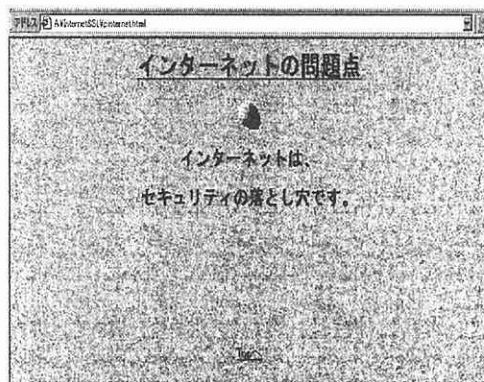 アドレス
インターネットの問題点
インターネットは、
セキュリティの落とし穴です。
Top